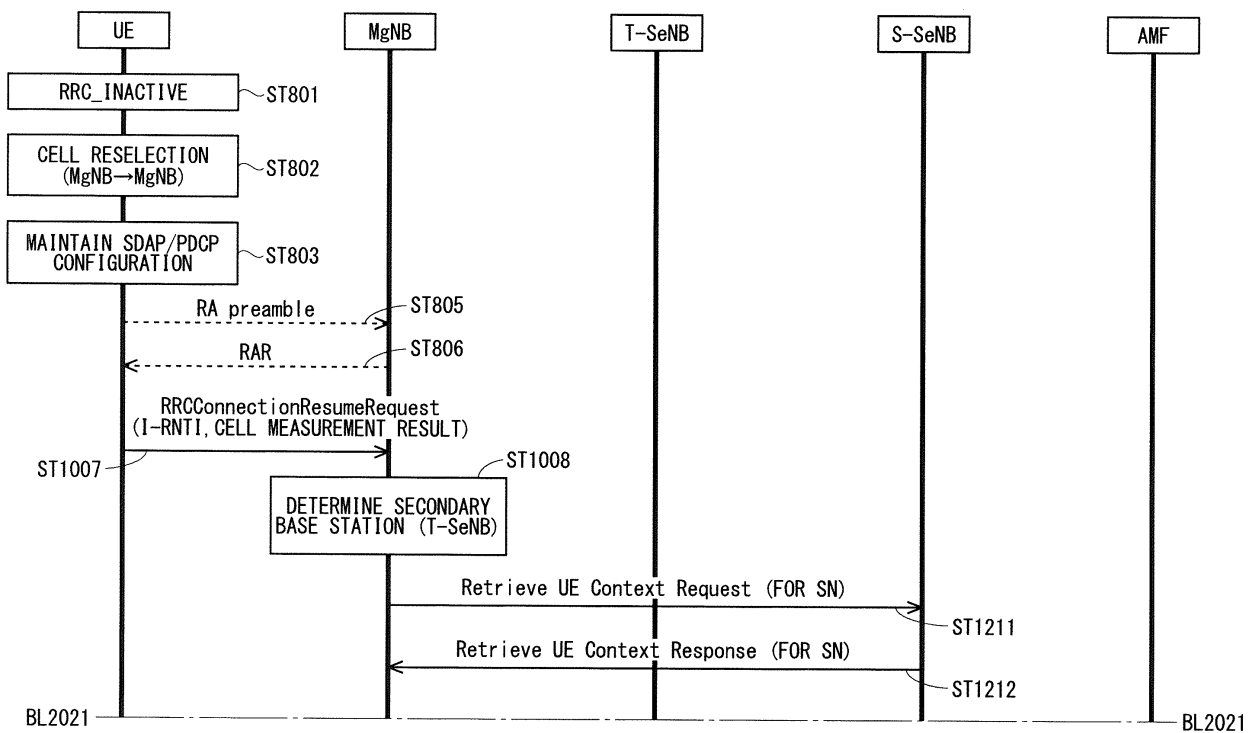 UE
MgNB
T-SeNB
S-SeNB
AMF
RRC_INACTIVE
ST801
CELL RESELECTION
(MgNB→MgNB)
ST802
MAINTAIN SDAP/PDCP
CONFIGURATION
ST803
RA preamble
ST805
RAR
ST806
RRCConnectionResumeRequest
(I-RNTI,CELL MEASUREMENT RESULT)
ST1007
ST1008
DETERMINE SECONDARY
BASE STATION (T-SeNB)
Retrieve UE Context Request (FOR SN)
ST1211
Retrieve UE Context Response (FOR SN)
ST1212
BL2021
BL2021